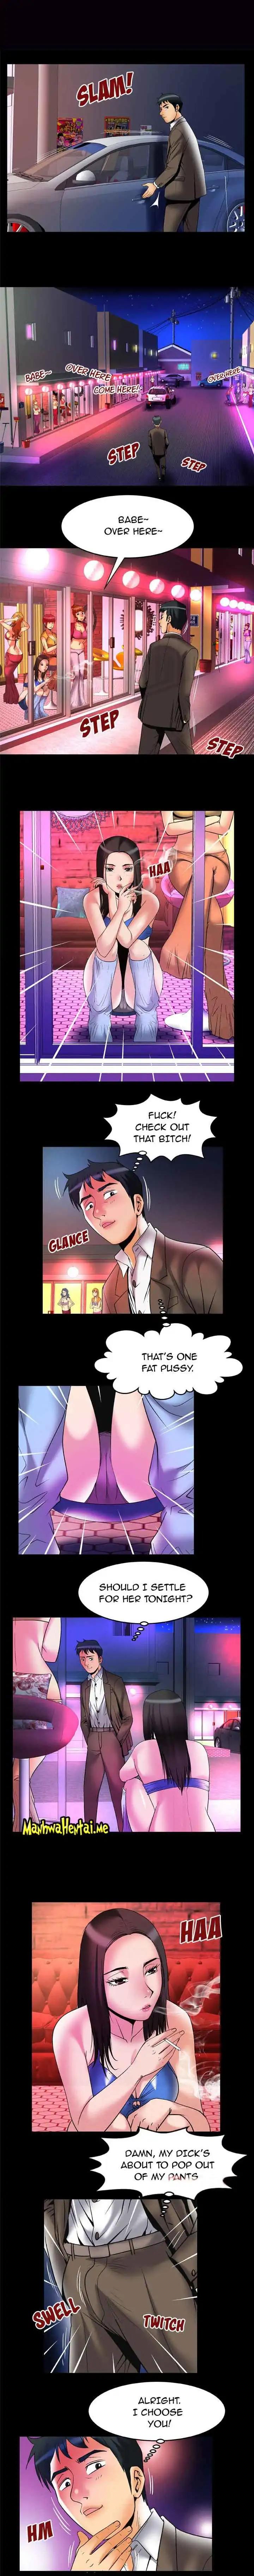 SLAM!
BABE~
OVER HERE
COME HERE!
OVER HERE
STEP
STEP
BABE~
OVER HERE~
STEP
STEP
HAA
FUCK!
CHECK OUT
THAT BITCH!
GLANCE
THAT'S ONE
FAT PUSSY.
SHOULD I SETTLE
FOR HER TONIGHT?
ManhwaHentai.me
HAA
DAMN, MY DICK'S
ABOUT TO POP OUT
OF MY PANTS
SWELL
TWITCH
ALRIGHT.
I CHOOSE
YOU!
HM